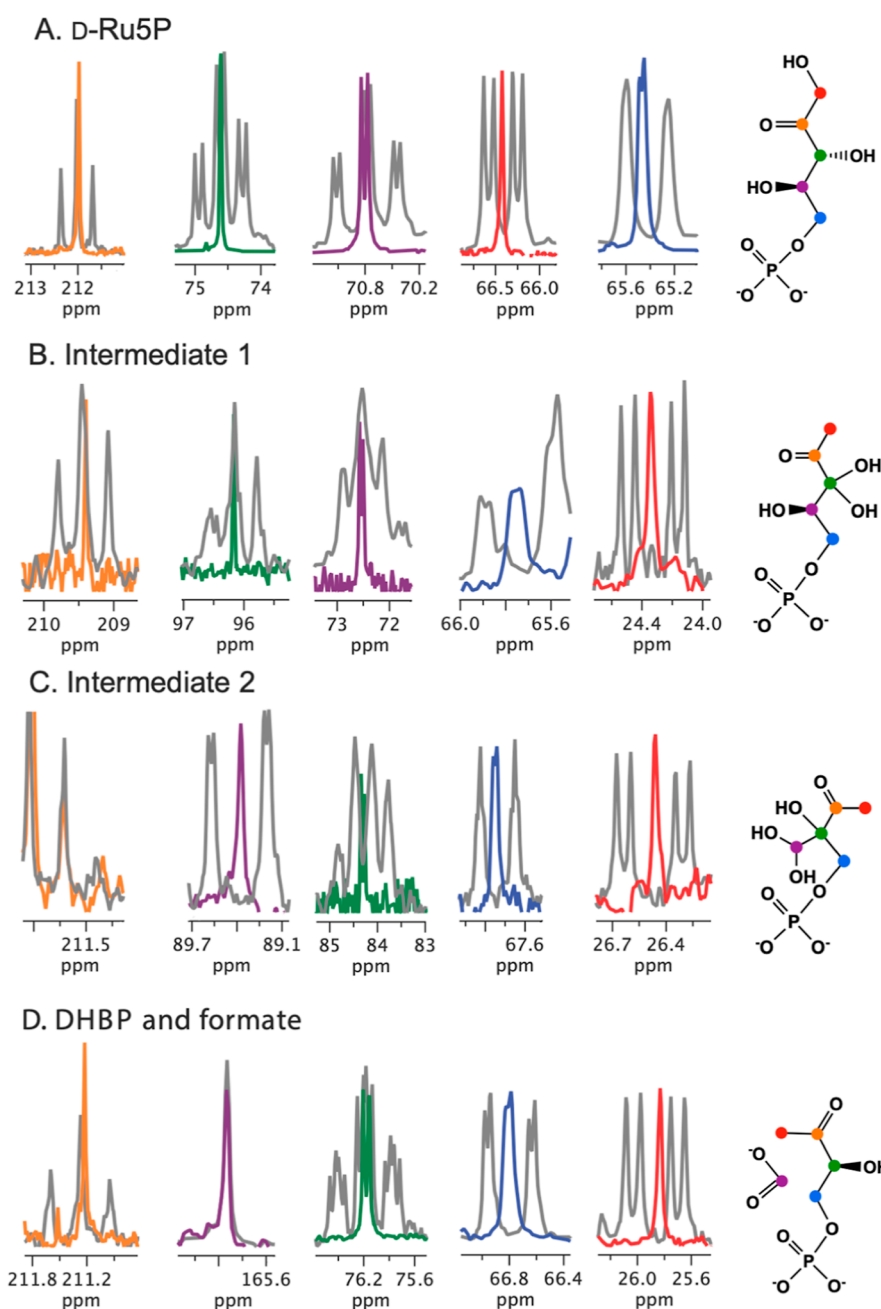 A. D-Ru5P
HO
O
OH
HO
O
O
P
-O
O-
213 212
ppm
75 74
ppm
70.8 70.2
ppm
66.5 66.0
ppm
65.6 65.2
ppm
B. Intermediate 1
O
OH
HO
OH
O
O
P
-O
O-
210 209
ppm
97 96
ppm
73 72
ppm
66.0 65.6
ppm
24.4 24.0
ppm
C. Intermediate 2
O
HO
HO
OH
O
O
P
-O
O-
211.5
ppm
89.7 89.1
ppm
85 84 83
ppm
67.6
ppm
26.7 26.4
ppm
D. DHBP and formate
O
-O
OH
O
O
O
P
-O
O-
211.8 211.2
ppm
165.6
ppm
76.2 75.6
ppm
66.8 66.4
ppm
26.0 25.6
ppm